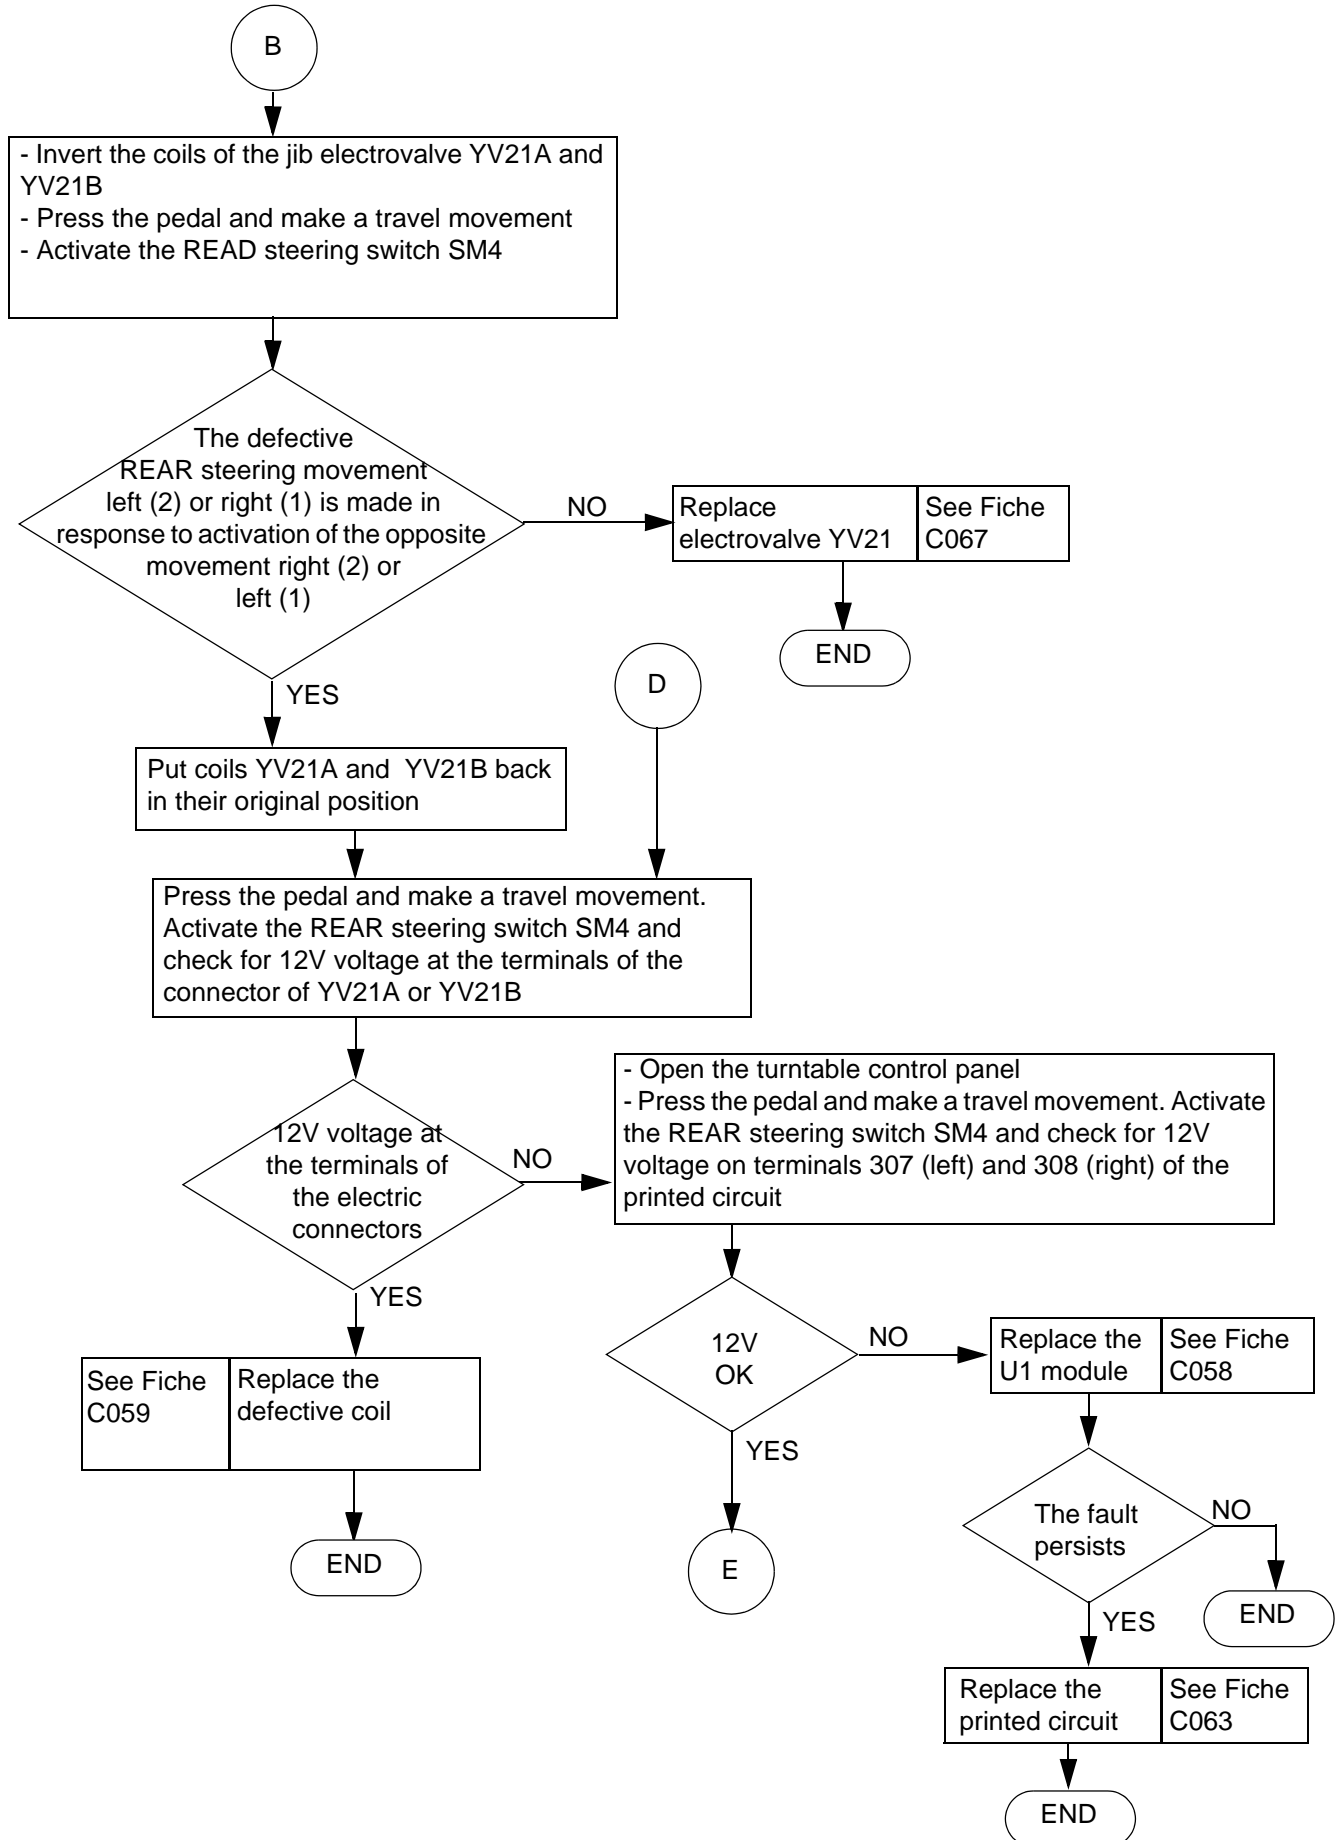 B
- Invert the coils of the jib electrovalve YV21A and
YV21B
- Press the pedal and make a travel movement
- Activate the READ steering switch SM4
The defective
REAR steering movement
left (2) or right (1) is made in
response to activation of the opposite
movement right (2) or
left (1)
NO
Replace
electrovalve YV21
See Fiche
C067
END
YES
D
Put coils YV21A and YV21B back
in their original position
Press the pedal and make a travel movement.
Activate the REAR steering switch SM4 and
check for 12V voltage at the terminals of the
connector of YV21A or YV21B
12V voltage at
the terminals of
the electric
connectors
NO
- Open the turntable control panel
- Press the pedal and make a travel movement. Activate
the REAR steering switch SM4 and check for 12V
voltage on terminals 307 (left) and 308 (right) of the
printed circuit
YES
See Fiche
C059
Replace the
defective coil
END
12V
OK
NO
Replace the
U1 module
See Fiche
C058
YES
E
The fault
persists
NO
END
YES
Replace the
printed circuit
See Fiche
C063
END